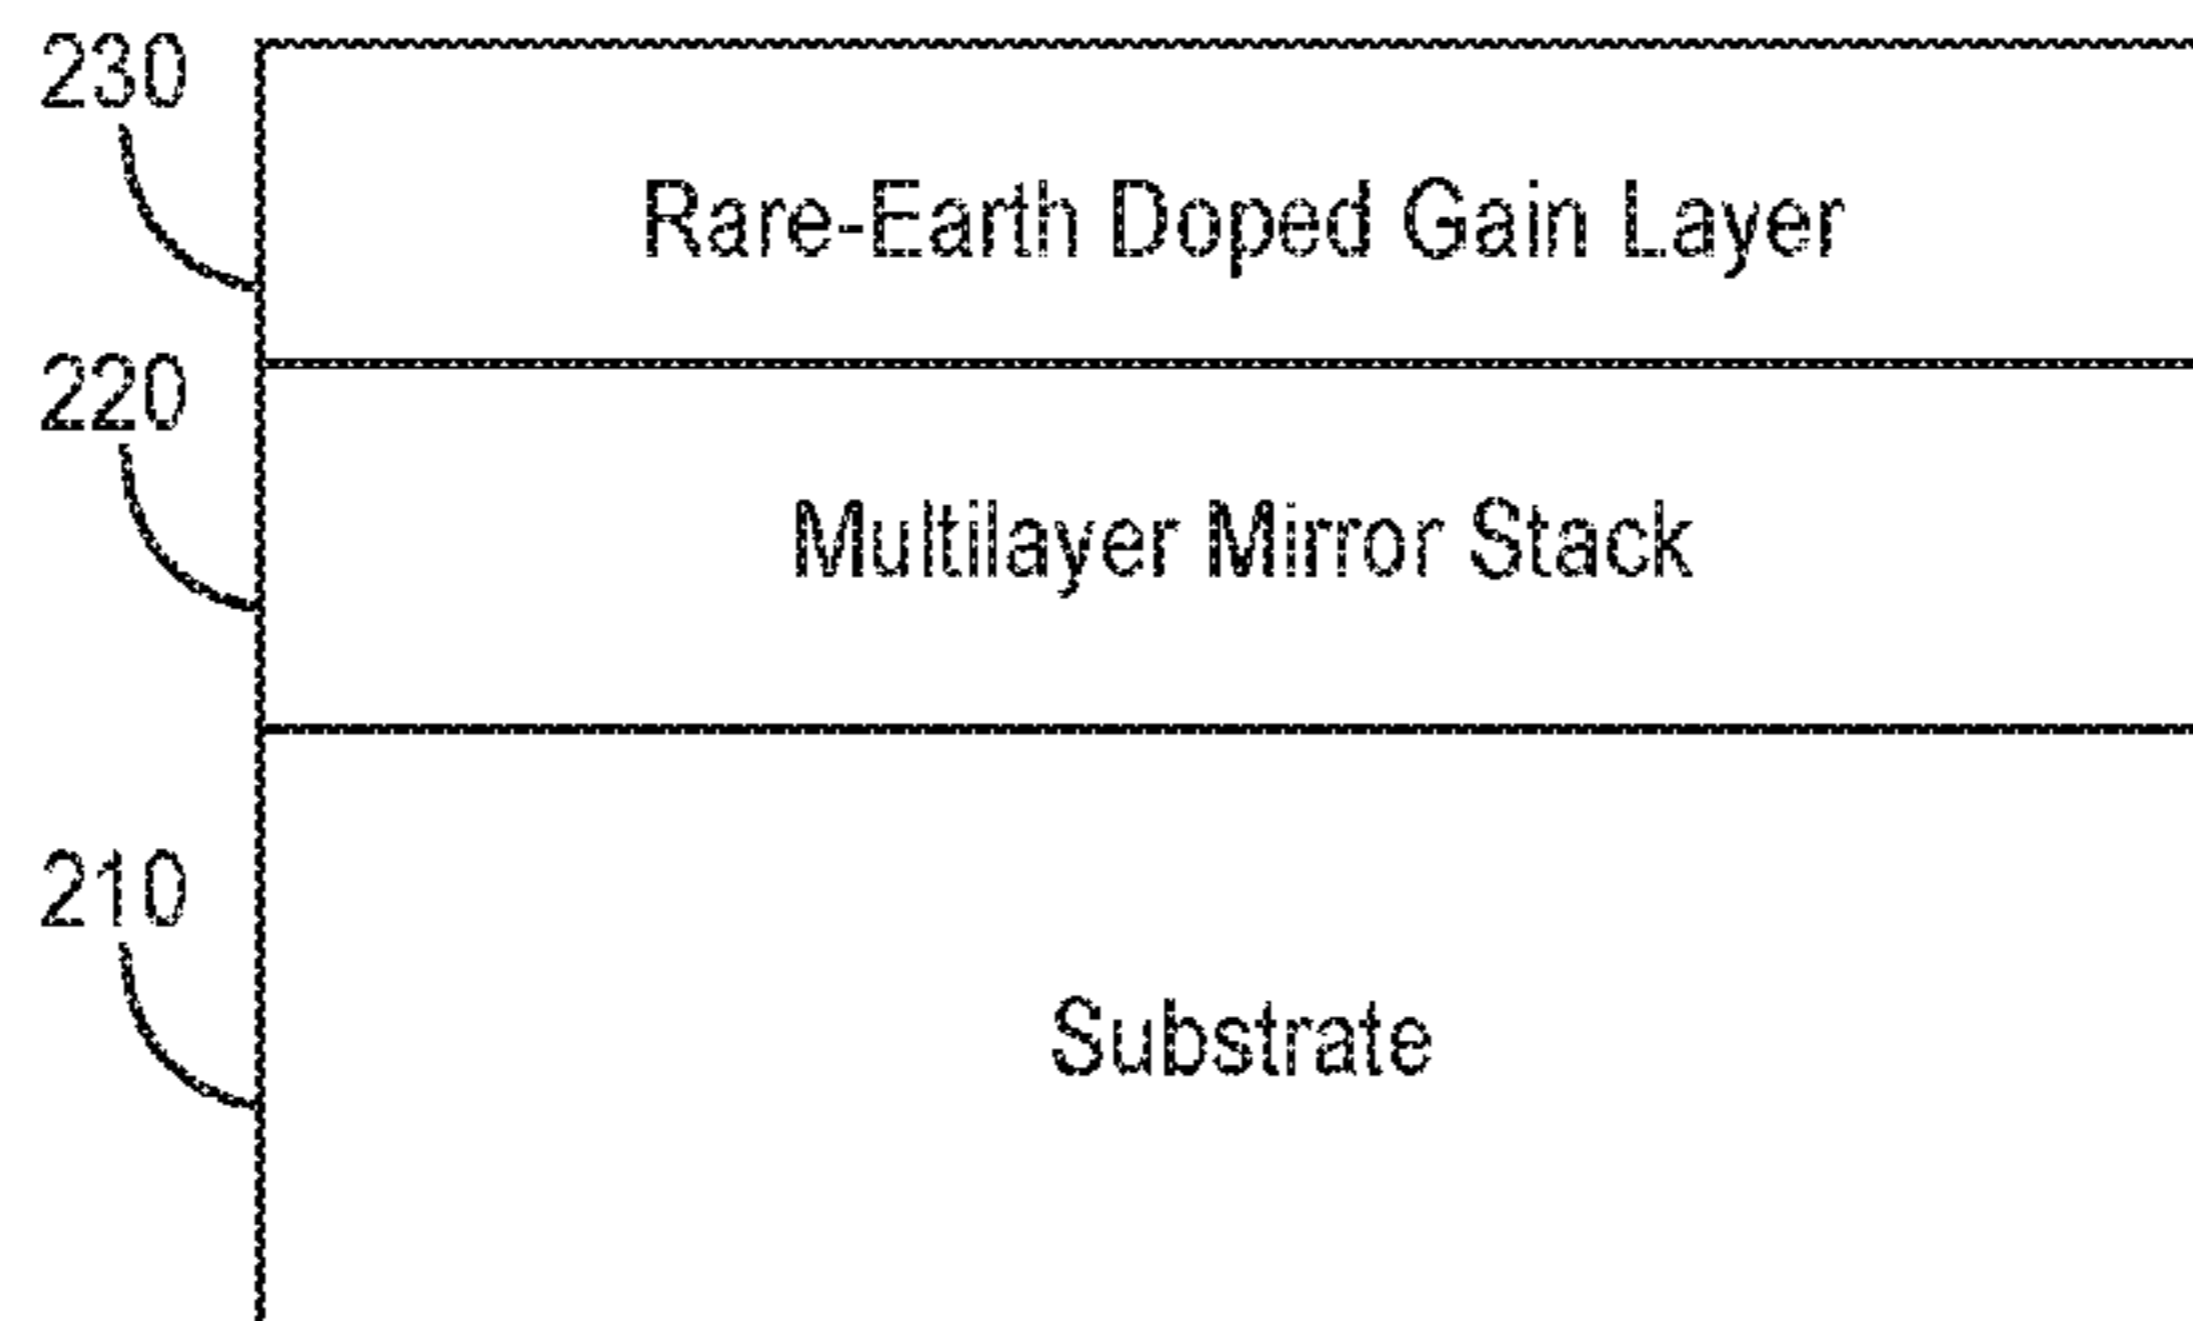 230
Rare-Earth Doped Gain Layer
220
Multilayer Mirror Stack
210
Substrate